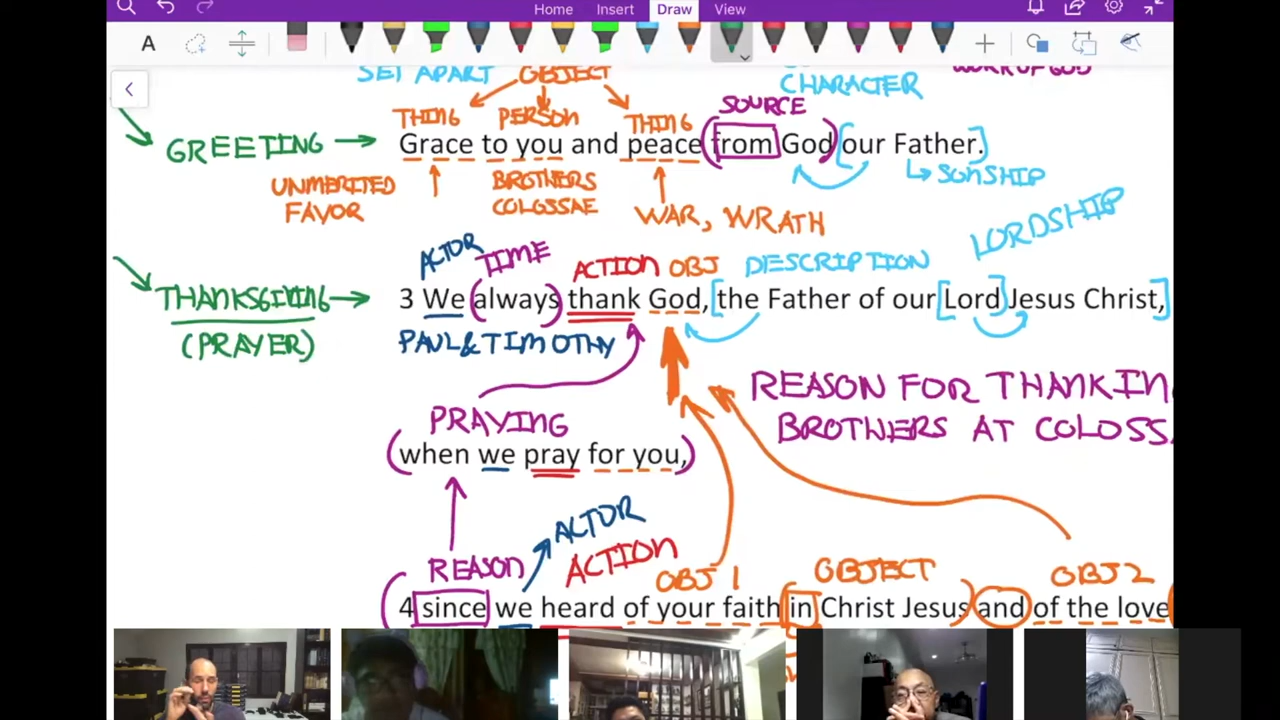 Home Insert Draw View
A
SET APART OBJECT CHARACTER WORK OF GOD
THING PERSON THING SOURCE
GREETING Grace to you and peace from God our Father.
UNMERITED FAVOR BROTHERS COLOSSAE WAR, WRATH SONSHIP
LORDSHIP
ACTOR TIME ACTION OBJ DESCRIPTION
THANKSGIVING 3 We always thank God, the Father of our Lord Jesus Christ,
(PRAYER) PAUL & TIMOTHY
REASON FOR THANKIN
BROTHERS AT COLOSSA
PRAYING
when we pray for you,
ACTOR
REASON ACTION OBJ 1 OBJECT OBJ 2
4 since we heard of your faith in Christ Jesus and of the love